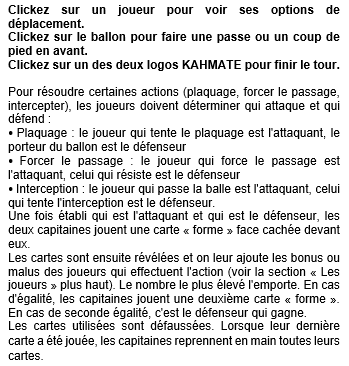 Clickez sur un joueur pour voir ses options de
déplacement.
Clickez sur le ballon pour faire une passe ou un coup de
pied en avant.
Clickez sur un des deux logos KAHMATE pour finir le tour.
Pour résoudre certaines actions (plaquage, forcer le passage,
intercepter), les joueurs doivent déterminer qui attaque et qui
défend :
• Plaquage : le joueur qui tente le plaquage est l'attaquant, le
porteur du ballon est le défenseur
• Forcer le passage : le joueur qui force le passage est
l'attaquant, celui qui résiste est le défenseur
• Interception : le joueur qui passe la balle est l'attaquant, celui
qui tente l'interception est le défenseur.
Une fois établi qui est l'attaquant et qui est le défenseur, les
deux capitaines jouent une carte « forme » face cachée devant
eux.
Les cartes sont ensuite révélées et on leur ajoute les bonus ou
malus des joueurs qui effectuent l'action (voir la section « Les
joueurs » plus haut). Le nombre le plus élevé l'emporte. En cas
d'égalité, les capitaines jouent une deuxième carte « forme ».
En cas de seconde égalité, c'est le défenseur qui gagne.
Les cartes utilisées sont défaussées. Lorsque leur dernière
carte a été jouée, les capitaines reprennent en main toutes leurs
cartes.